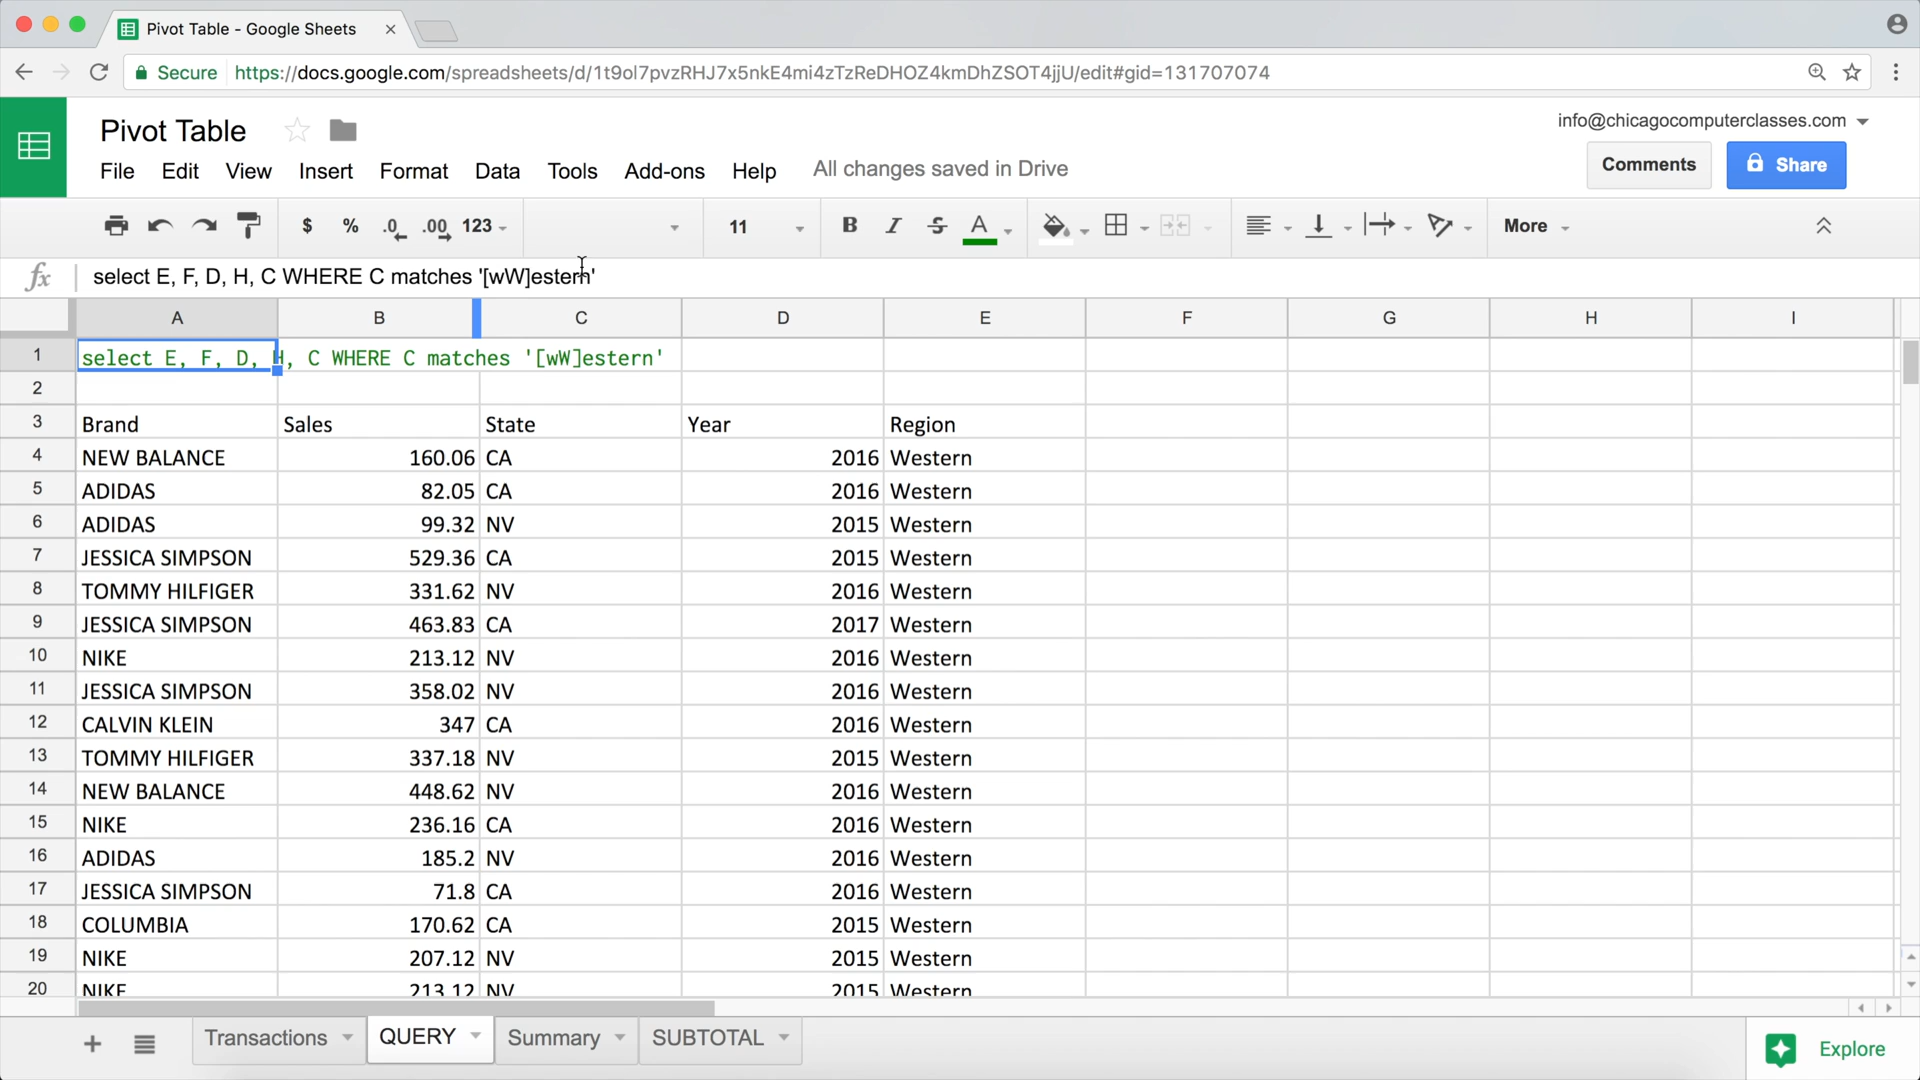 Pivot Table - Google Sheets
Secure https://docs.google.com/spreadsheets/d/1t9ol7pvzRHJ7x5nkE4mi4zTzReDHOZ4kmDhZSOT4jjU/edit#gid=131707074
Pivot Table
info@chicagocomputerclasses.com
File Edit View Insert Format Data Tools Add-ons Help All changes saved in Drive
Comments Share
$ % .0 .00 123 11 B I S A More
fx select E, F, D, H, C WHERE C matches '[wW]estern'
A B C D E F G H I
1 select E, F, D, H, C WHERE C matches '[wW]estern'
2
3 Brand Sales State Year Region
4 NEW BALANCE 160.06 CA 2016 Western
5 ADIDAS 82.05 CA 2016 Western
6 ADIDAS 99.32 NV 2015 Western
7 JESSICA SIMPSON 529.36 CA 2015 Western
8 TOMMY HILFIGER 331.62 NV 2016 Western
9 JESSICA SIMPSON 463.83 CA 2017 Western
10 NIKE 213.12 NV 2016 Western
11 JESSICA SIMPSON 358.02 NV 2016 Western
12 CALVIN KLEIN 347 CA 2016 Western
13 TOMMY HILFIGER 337.18 NV 2015 Western
14 NEW BALANCE 448.62 NV 2016 Western
15 NIKE 236.16 CA 2016 Western
16 ADIDAS 185.2 NV 2016 Western
17 JESSICA SIMPSON 71.8 CA 2016 Western
18 COLUMBIA 170.62 CA 2015 Western
19 NIKE 207.12 NV 2015 Western
20 NIKE 213.12 NV 2015 Western
Transactions QUERY Summary SUBTOTAL Explore